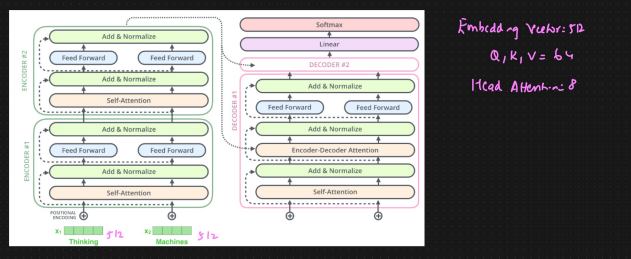 Softmax
Linear
DECODER #2
ENCODER #2
Add & Normalize
Feed Forward Feed Forward
Add & Normalize
Self-Attention
ENCODER #1
Add & Normalize
Feed Forward Feed Forward
Add & Normalize
Self-Attention
POSITIONAL
ENCODING
x₁ 512 x₂ 512
Thinking Machines
DECODER #1
Add & Normalize
Feed Forward Feed Forward
Add & Normalize
Encoder-Decoder Attention
Add & Normalize
Self-Attention
Embedding Vector: 512
Q, K, V = 64
Head Attention = 8